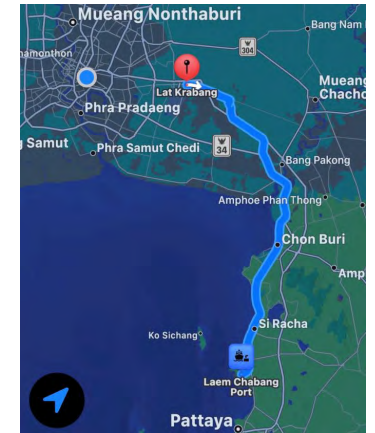 Mueang Nonthaburi
Bang Nam
304
hamonthon
Lat Krabang
Mueang
Chacho
Phra Pradaeng
g Samut
Phra Samut Chedi
34
Bang Pakong
Amphoe Phan Thong
Chon Buri
Amp
Si Racha
Ko Sichang
Laem Chabang
Port
Pattaya